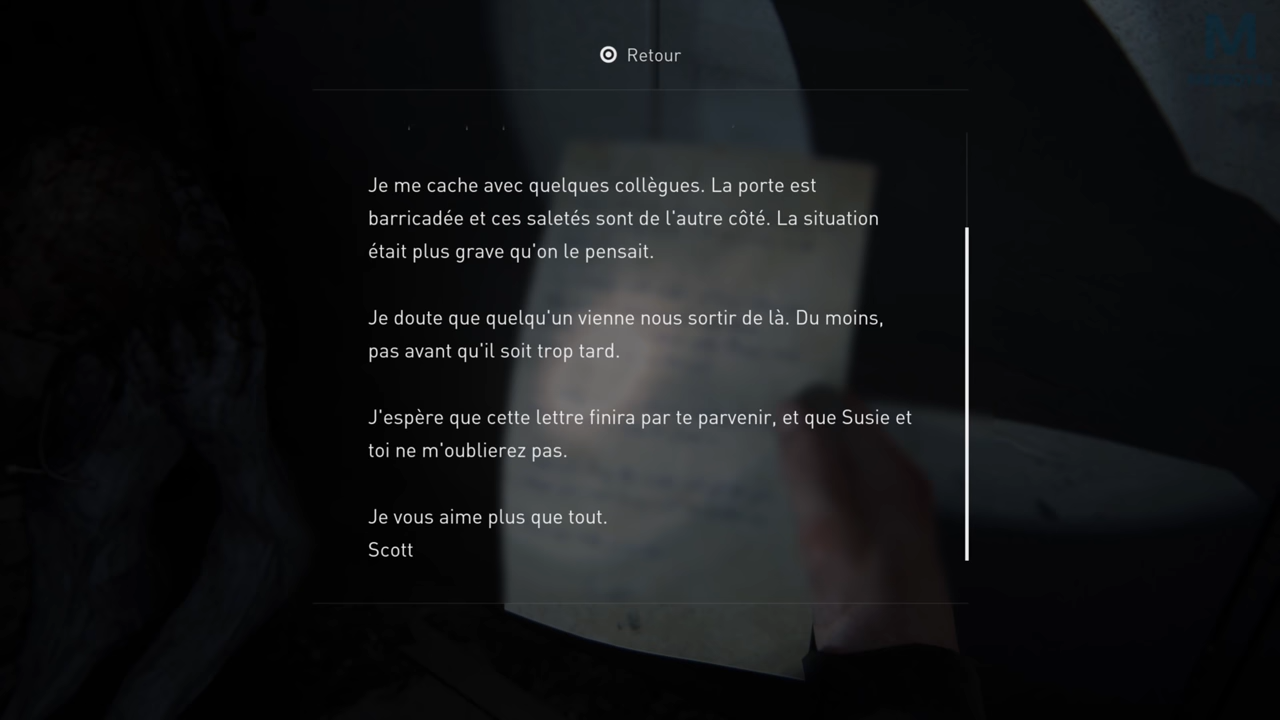 Retour
M
Je me cache avec quelques collègues. La porte est
barricadée et ces saletés sont de l'autre côté. La situation
était plus grave qu'on le pensait.
Je doute que quelqu'un vienne nous sortir de là. Du moins,
pas avant qu'il soit trop tard.
J'espère que cette lettre finira par te parvenir, et que Susie et
toi ne m'oublierez pas.
Je vous aime plus que tout.
Scott